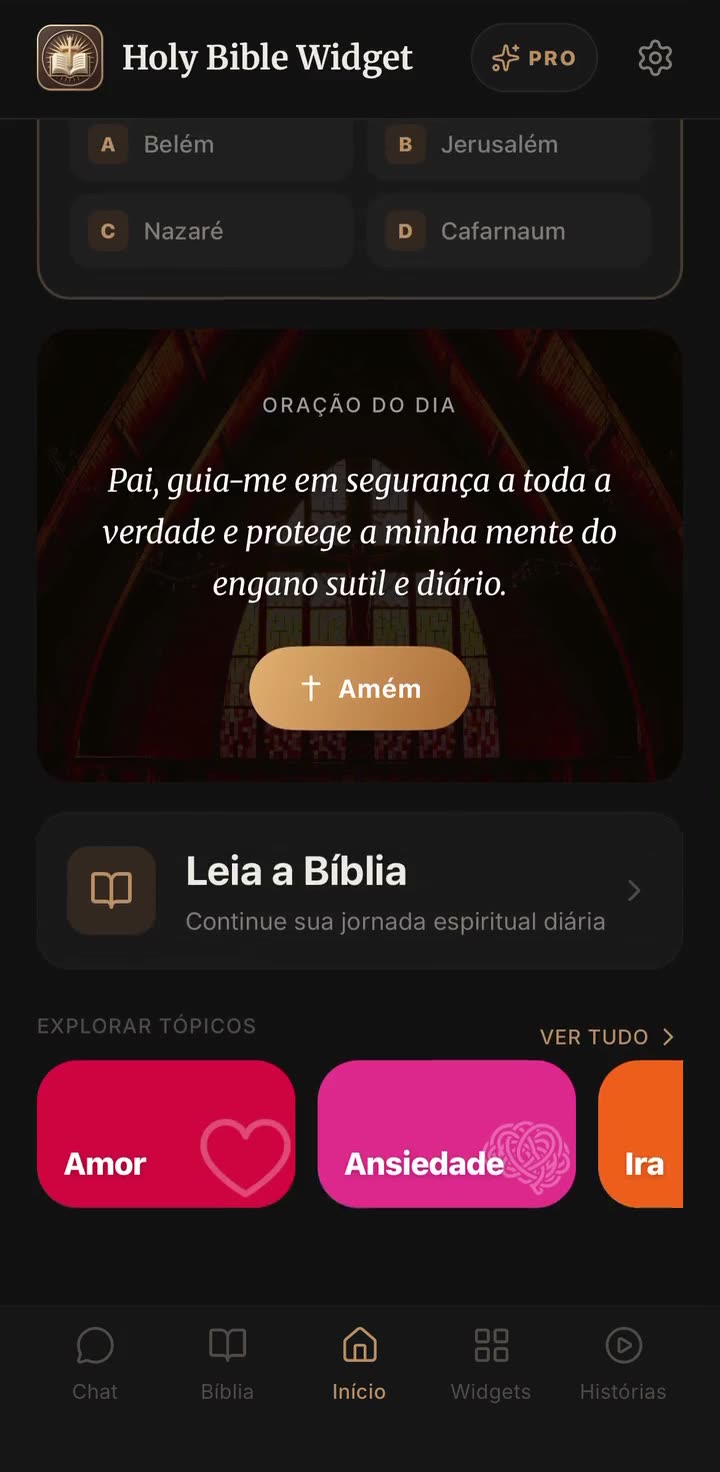 Holy Bible Widget
PRO
A Belém
B Jerusalém
C Nazaré
D Cafarnaum
ORAÇÃO DO DIA
Pai, guia-me em segurança a toda a
verdade e protege a minha mente do
engano sutil e diário.
Amém
Leia a Bíblia
Continue sua jornada espiritual diária
EXPLORAR TÓPICOS
VER TUDO
Amor
Ansiedade
Ira
Chat
Bíblia
Início
Widgets
Histórias